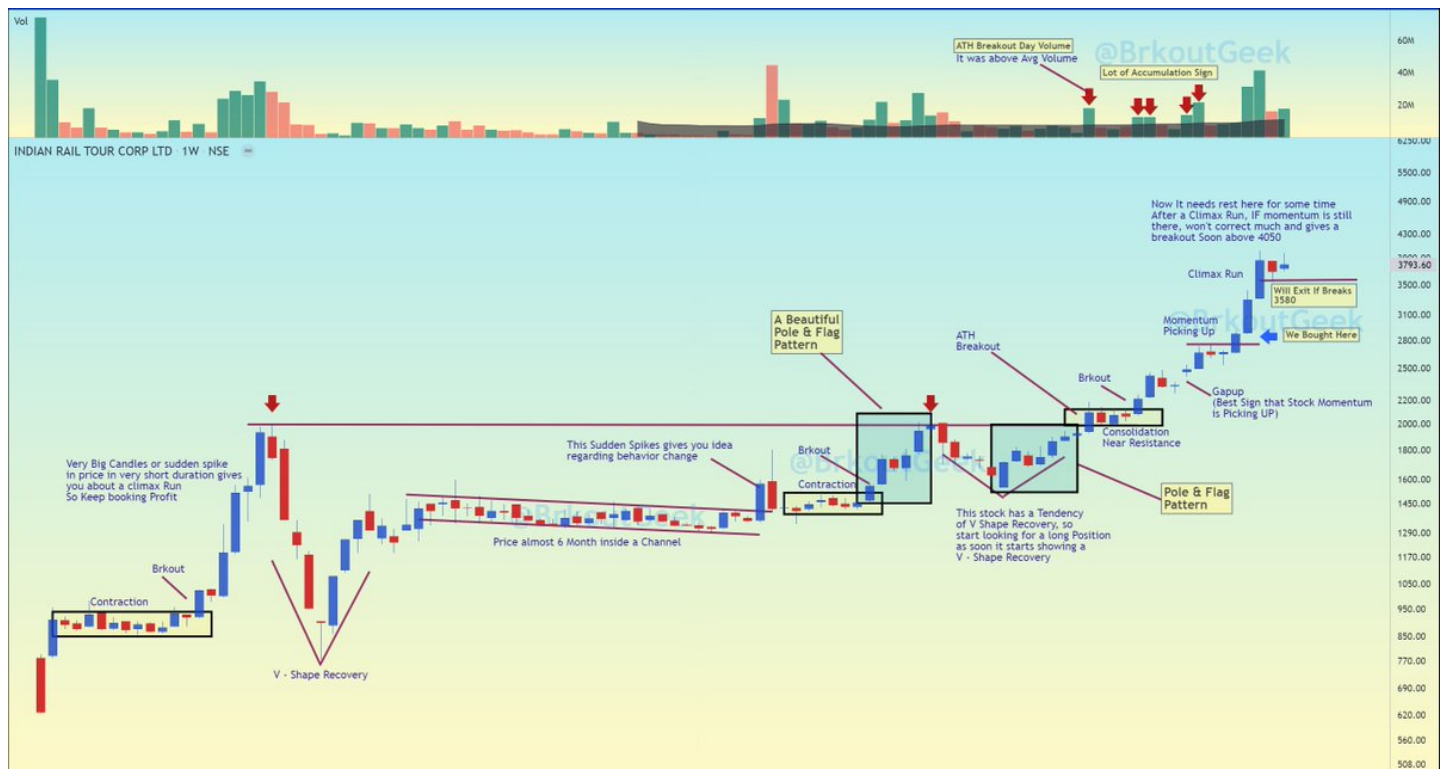 Vol
ATH Breakout Day Volume
It was above Avg Volume
@BrkoutGeek
Lot of Accumulation Sign
60M
40M
20M
INDIAN RAIL TOUR CORP LTD · 1W · NSE
6250.00
5500.00
4900.00
4300.00
3793.60
3500.00
3100.00
2800.00
2500.00
2200.00
2000.00
1800.00
1600.00
1450.00
1290.00
1170.00
1050.00
950.00
850.00
770.00
690.00
620.00
560.00
508.00
Now It needs rest here for some time
After a Climax Run, IF momentum is still
there, won't correct much and gives a
breakout Soon above 4050
Climax Run
Will Exit If Breaks
3580
@BrkoutGeek
Momentum
Picking Up
We Bought Here
A Beautiful
Pole & Flag
Pattern
ATH
Breakout
Brkout
Gapup
(Best Sign that Stock Momentum
is Picking UP)
Consolidation
Near Resistance
This Sudden Spikes gives you idea
regarding behavior change
Brkout
@BrkoutGeek
Contraction
Very Big Candles or sudden spike
in price in very short duration gives
you about a climax Run
So Keep booking Profit
Pole & Flag
Pattern
@BrkoutGeek
Price almost 6 Month inside a Channel
This stock has a Tendency
of V Shape Recovery, so
start looking for a long Position
as soon it starts showing a
V - Shape Recovery
Brkout
Contraction
V - Shape Recovery